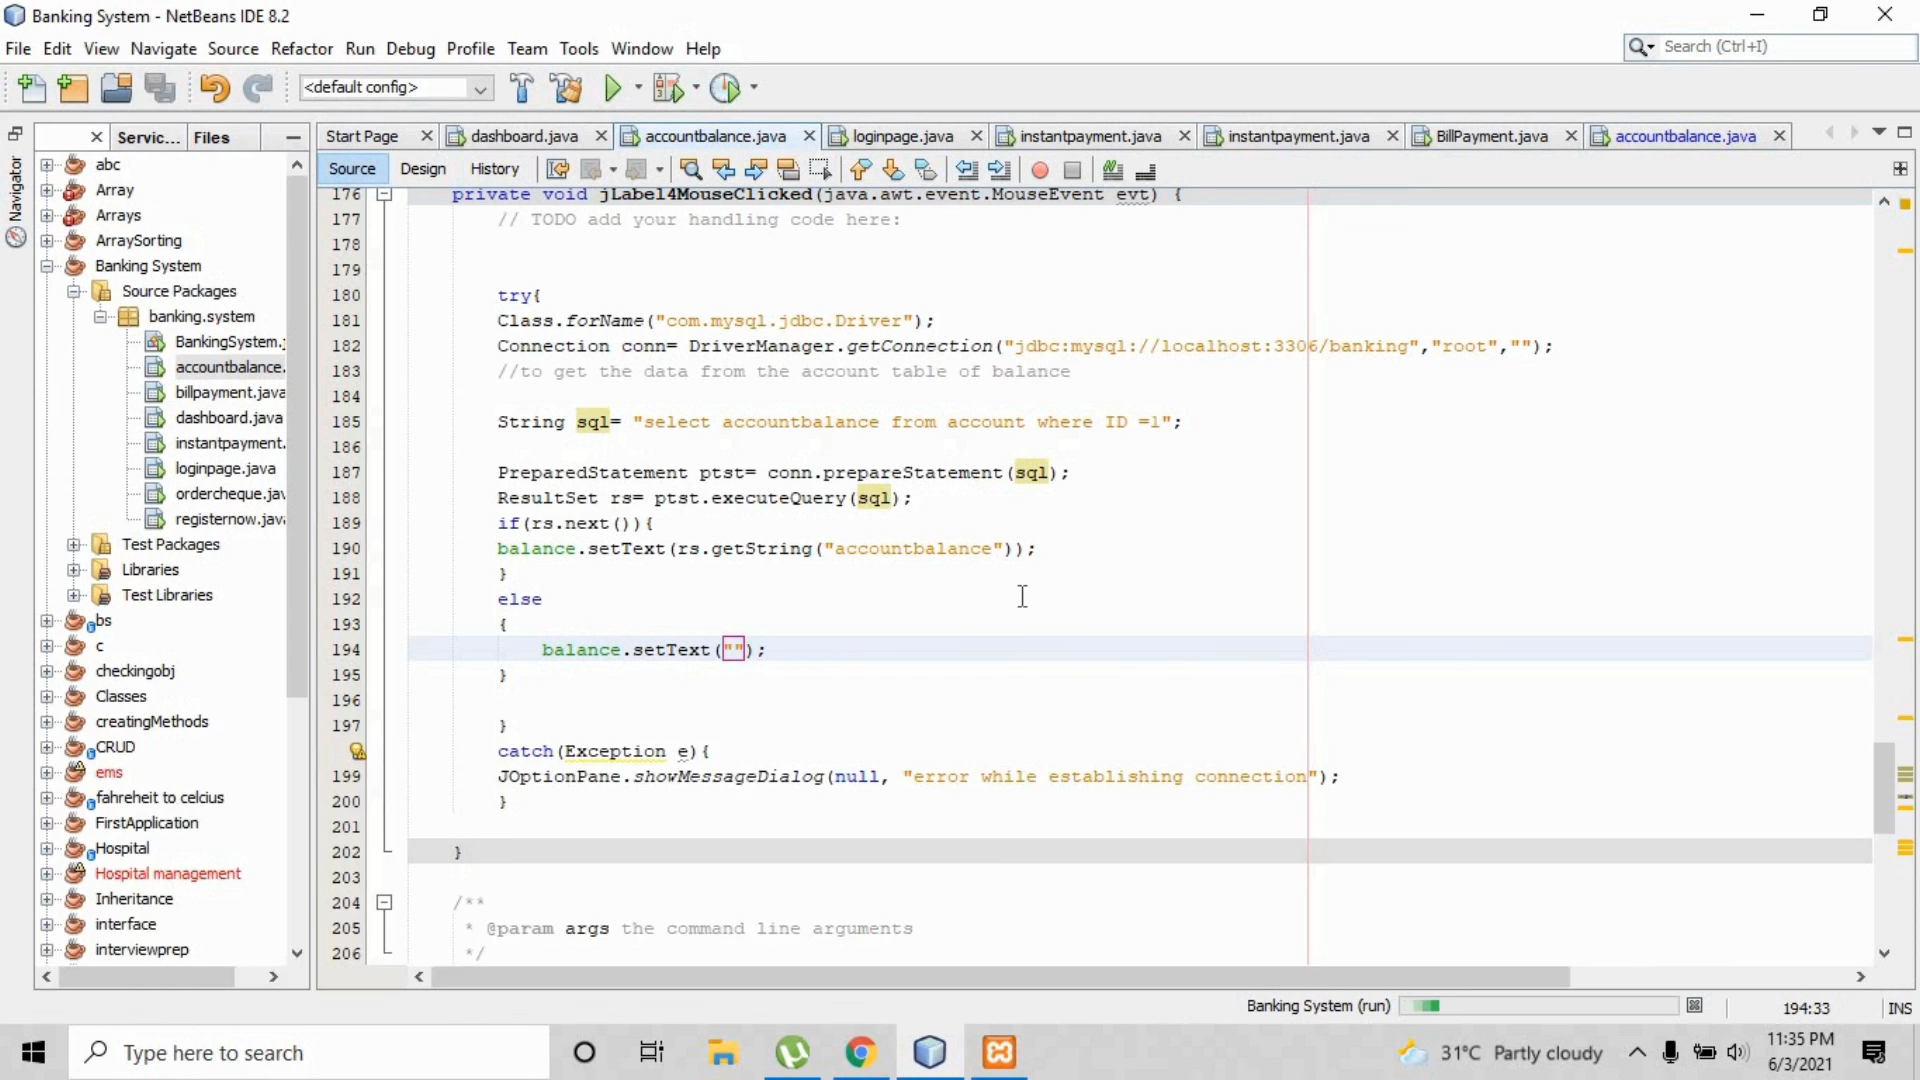 Banking System - NetBeans IDE 8.2
File Edit View Navigate Source Refactor Run Debug Profile Team Tools Window Help
Search (Ctrl+I)
<default config>
Servic... Files
Start Page dashboard.java accountbalance.java loginpage.java instantpayment.java instantpayment.java BillPayment.java accountbalance.java
Source Design History
Navigator
abc
Array
Arrays
ArraySorting
Banking System
Source Packages
banking.system
BankingSystem.j
accountbalance.
billpayment.java
dashboard.java
instantpayment.
loginpage.java
ordercheque.jav
registernow.java
Test Packages
Libraries
Test Libraries
bs
c
checkingobj
Classes
creatingMethods
CRUD
ems
fahreheit to celcius
FirstApplication
Hospital
Hospital management
Inheritance
interface
interviewprep
176 private void jLabel4MouseClicked(java.awt.event.MouseEvent evt) {
177 // TODO add your handling code here:
178
179
180 try{
181 Class.forName("com.mysql.jdbc.Driver");
182 Connection conn= DriverManager.getConnection("jdbc:mysql://localhost:3306/banking","root","");
183 //to get the data from the account table of balance
184
185 String sql= "select accountbalance from account where ID =1";
186
187 PreparedStatement ptst= conn.prepareStatement(sql);
188 ResultSet rs= ptst.executeQuery(sql);
189 if(rs.next()){
190 balance.setText(rs.getString("accountbalance"));
191 }
192 else
193 {
194 balance.setText("");
195 }
196
197 }
catch(Exception e){
199 JOptionPane.showMessageDialog(null, "error while establishing connection");
200 }
201
202 }
203
204 /**
205 * @param args the command line arguments
206 */
Banking System (run)
194:33 INS
Type here to search
31°C Partly cloudy
11:35 PM
6/3/2021